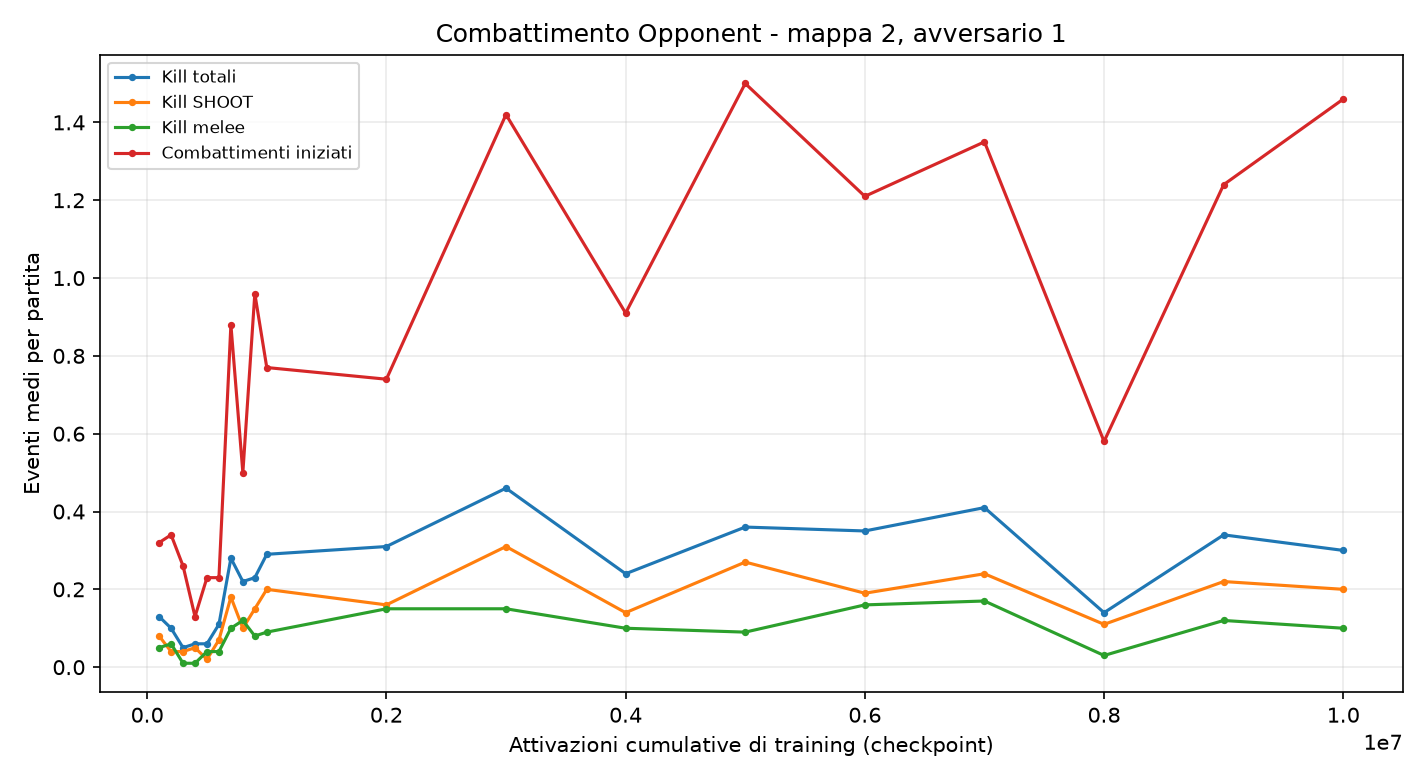 Combattimento Opponent - mappa 2, avversario 1
Kill totali
Kill SHOOT
Kill melee
Combattimenti iniziati
Eventi medi per partita
1.4
1.2
1.0
0.8
0.6
0.4
0.2
0.0
0.0 0.2 0.4 0.6 0.8 1.0
1e7
Attivazioni cumulative di training (checkpoint)